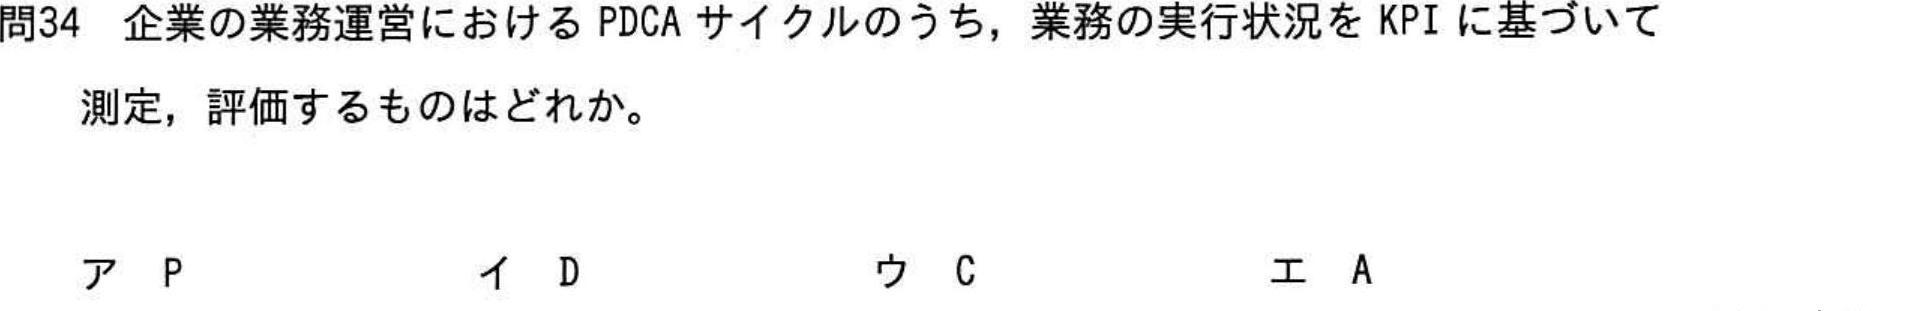 問34 企業の業務運営における PDCA サイクルのうち，業務の実行状況を KPI に基づいて
測定，評価するものはどれか。
ア P イ D ウ C エ A